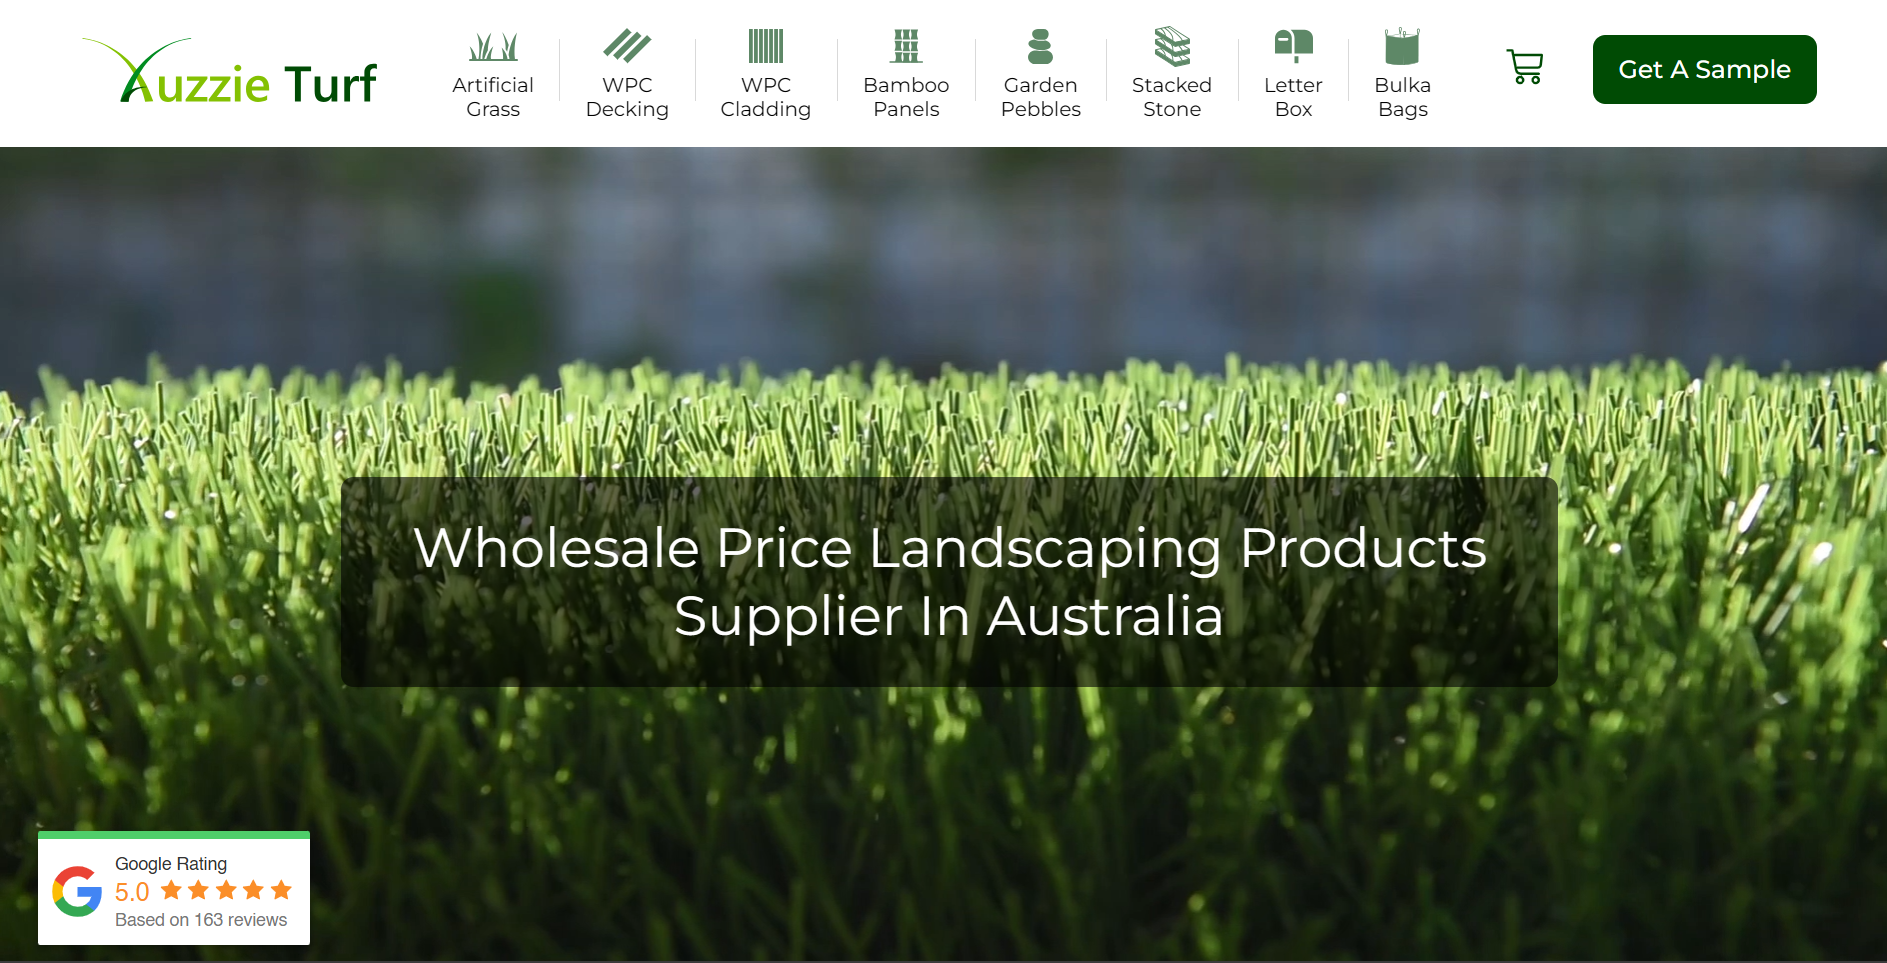 Auzzie Turf
Artificial
Grass
WPC
Decking
WPC
Cladding
Bamboo
Panels
Garden
Pebbles
Stacked
Stone
Letter
Box
Bulka
Bags
Get A Sample
Wholesale Price Landscaping Products
Supplier In Australia
Google Rating
5.0
Based on 163 reviews